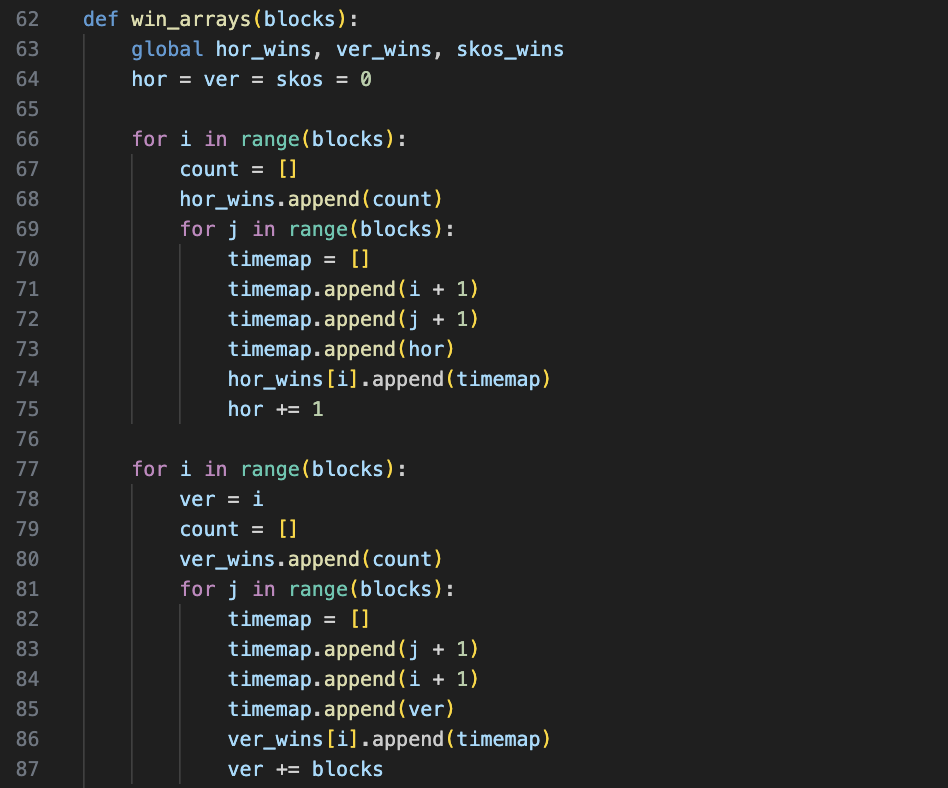 62 def win_arrays(blocks):
63     global hor_wins, ver_wins, skos_wins
64     hor = ver = skos = 0
65
66     for i in range(blocks):
67         count = []
68         hor_wins.append(count)
69         for j in range(blocks):
70             timemap = []
71             timemap.append(i + 1)
72             timemap.append(j + 1)
73             timemap.append(hor)
74             hor_wins[i].append(timemap)
75             hor += 1
76
77     for i in range(blocks):
78         ver = i
79         count = []
80         ver_wins.append(count)
81         for j in range(blocks):
82             timemap = []
83             timemap.append(j + 1)
84             timemap.append(i + 1)
85             timemap.append(ver)
86             ver_wins[i].append(timemap)
87             ver += blocks